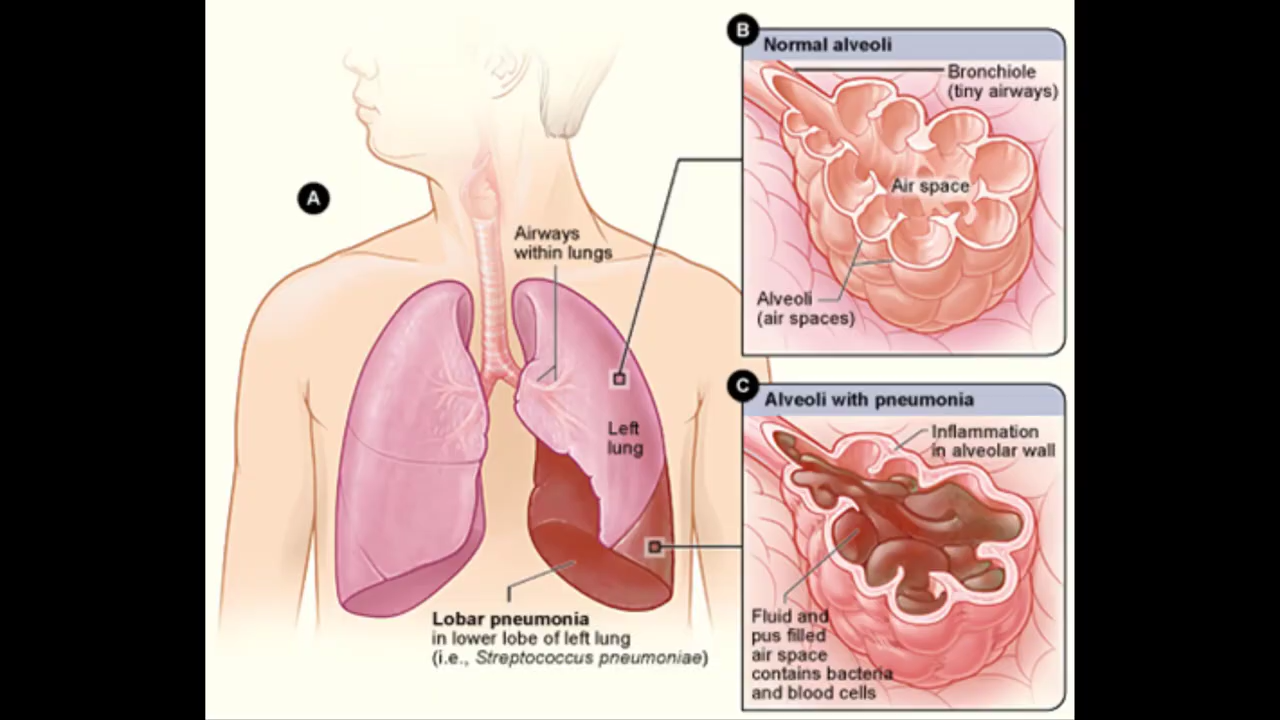 A
Airways
within lungs
Left
lung
Lobar pneumonia
in lower lobe of left lung
(i.e., Streptococcus pneumoniae)
B
Normal alveoli
Bronchiole
(tiny airways)
Air space
Alveoli
(air spaces)
C
Alveoli with pneumonia
Inflammation
in alveolar wall
Fluid and
pus filled
air space
contains bacteria
and blood cells